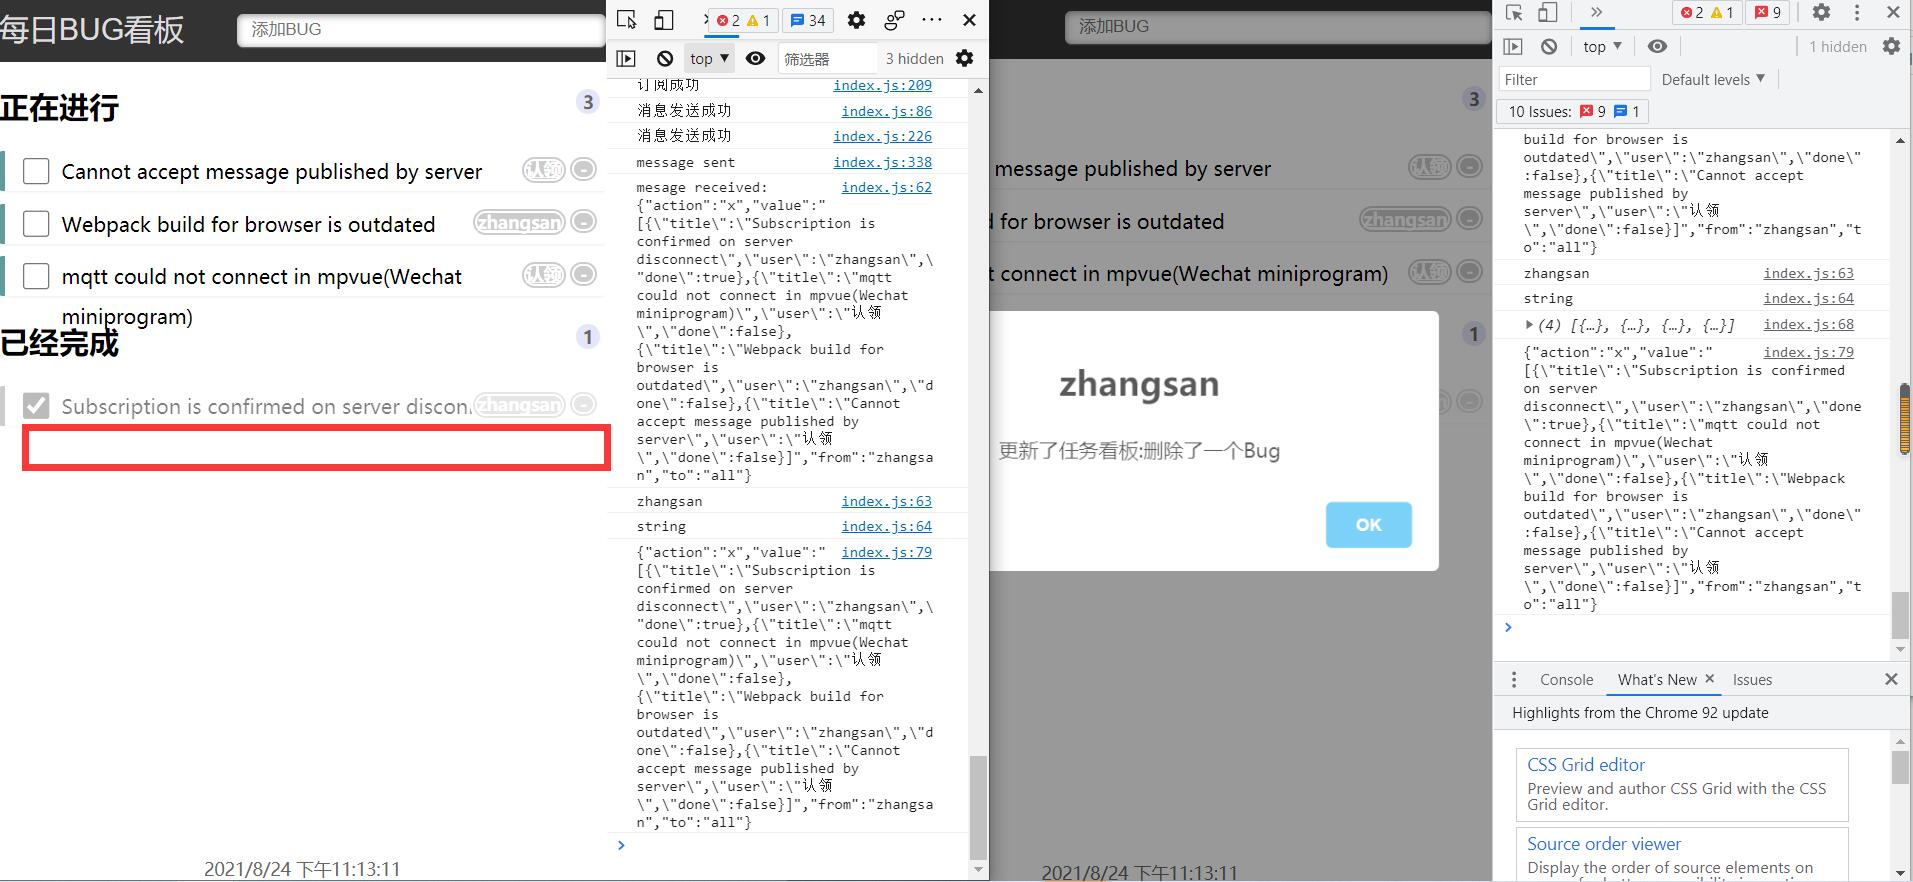 每日BUG看板
添加BUG
正在进行
3
Cannot accept message published by server
认领
-
Webpack build for browser is outdated
zhangsan
-
mqtt could not connect in mpvue(Wechat
miniprogram)
认领
-
已经完成
1
Subscription is confirmed on server discon
zhangsan
-
2021/8/24 下午11:13:11
2
1
34
top ▼
筛选器
3 hidden
订阅成功 index.js:209
消息发送成功 index.js:86
消息发送成功 index.js:226
message sent index.js:338
mesage received: index.js:62
{"action":"x","value":"
[{\"title\":\"Subscription is
confirmed on server
disconnect\",\"user\":\"zhangsan\",\
"done\":true},{\"title\":\"mqtt
could not connect in mpvue(Wechat
miniprogram)\",\"user\":\"认领
\",\"done\":false},
{\"title\":\"Webpack build for
browser is
outdated\",\"user\":\"zhangsan\",\"d
one\":false},{\"title\":\"Cannot
accept message published by
server\",\"user\":\"认领
\",\"done\":false}]","from":"zhangsa
n","to":"all"}
zhangsan index.js:63
string index.js:64
{"action":"x","value":" index.js:79
[{\"title\":\"Subscription is
confirmed on server
disconnect\",\"user\":\"zhangsan\",\
"done\":true},{\"title\":\"mqtt
could not connect in mpvue(Wechat
miniprogram)\",\"user\":\"认领
\",\"done\":false},
{\"title\":\"Webpack build for
browser is
outdated\",\"user\":\"zhangsan\",\"d
one\":false},{\"title\":\"Cannot
accept message published by
server\",\"user\":\"认领
\",\"done\":false}]","from":"zhangsa
n","to":"all"}
添加BUG
3
message published by server
认领
-
d for browser is outdated
zhangsan
-
t connect in mpvue(Wechat miniprogram)
认领
-
1
-
zhangsan
更新了任务看板:删除了一个Bug
OK
2021/8/24 下午11:13:11
2
1
9
top ▼
1 hidden
Filter
Default levels ▼
10 Issues: 9 1
build for browser is
outdated\",\"user\":\"zhangsan\",\"done\"
:false},{\"title\":\"Cannot accept
message published by
server\",\"user\":\"认领
\",\"done\":false}]","from":"zhangsan","t
o":"all"}
zhangsan index.js:63
string index.js:64
(4) [{…}, {…}, {…}, {…}] index.js:68
{"action":"x","value":" index.js:79
[{\"title\":\"Subscription is confirmed
on server
disconnect\",\"user\":\"zhangsan\",\"done
\":true},{\"title\":\"mqtt could not
connect in mpvue(Wechat
miniprogram)\",\"user\":\"认领
\",\"done\":false},{\"title\":\"Webpack
build for browser is
outdated\",\"user\":\"zhangsan\",\"done\"
:false},{\"title\":\"Cannot accept
message published by
server\",\"user\":\"认领
\",\"done\":false}]","from":"zhangsan","t
o":"all"}
Console
What's New
Issues
Highlights from the Chrome 92 update
CSS Grid editor
Preview and author CSS Grid with the CSS
Grid editor.
Source order viewer
Display the order of source elements on